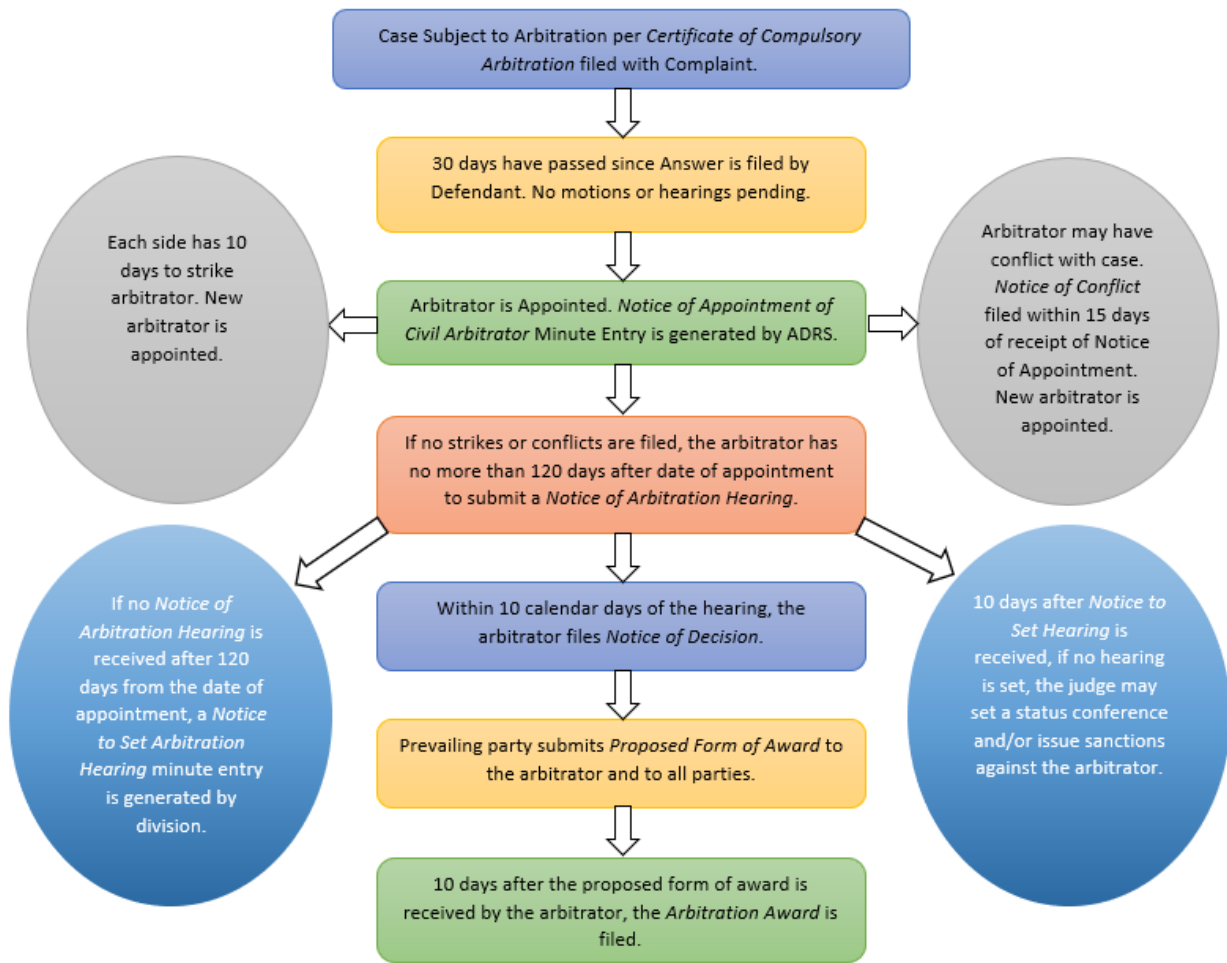 Case Subject to Arbitration per Certificate of Compulsory
Arbitration filed with Complaint.
30 days have passed since Answer is filed by
Defendant. No motions or hearings pending.
Each side has 10
days to strike
arbitrator. New
arbitrator is
appointed.
Arbitrator is Appointed. Notice of Appointment of
Civil Arbitrator Minute Entry is generated by ADRS.
Arbitrator may have
conflict with case.
Notice of Conflict
filed within 15 days
of receipt of Notice
of Appointment.
New arbitrator is
appointed.
If no strikes or conflicts are filed, the arbitrator has
no more than 120 days after date of appointment
to submit a Notice of Arbitration Hearing.
If no Notice of
Arbitration Hearing is
received after 120
days from the date of
appointment, a Notice
to Set Arbitration
Hearing minute entry
is generated by
division.
Within 10 calendar days of the hearing, the
arbitrator files Notice of Decision.
10 days after Notice to
Set Hearing is
received, if no hearing
is set, the judge may
set a status conference
and/or issue sanctions
against the arbitrator.
Prevailing party submits Proposed Form of Award to
the arbitrator and to all parties.
10 days after the proposed form of award is
received by the arbitrator, the Arbitration Award is
filed.